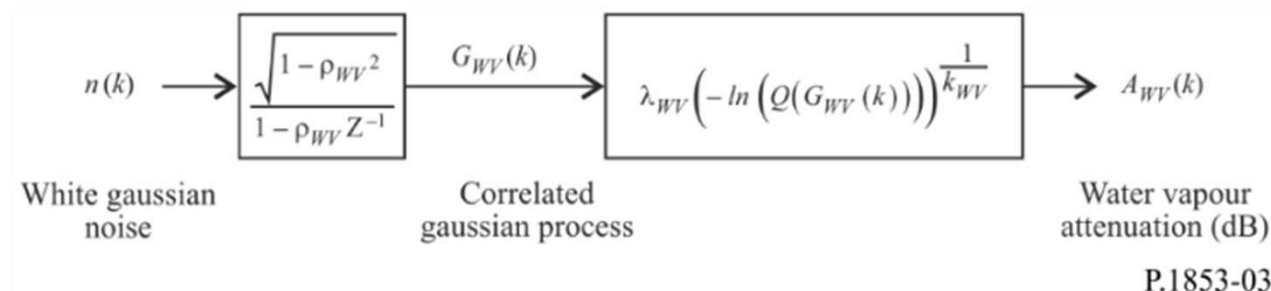 n(k)
√(1 − ρ_WV²)
1 − ρ_WV Z⁻¹
G_WV(k)
λ_WV(− ln (Q(G_WV (k))))^(1/k_WV)
A_WV(k)
White gaussian
noise
Correlated
gaussian process
Water vapour
attenuation (dB)
P.1853-03